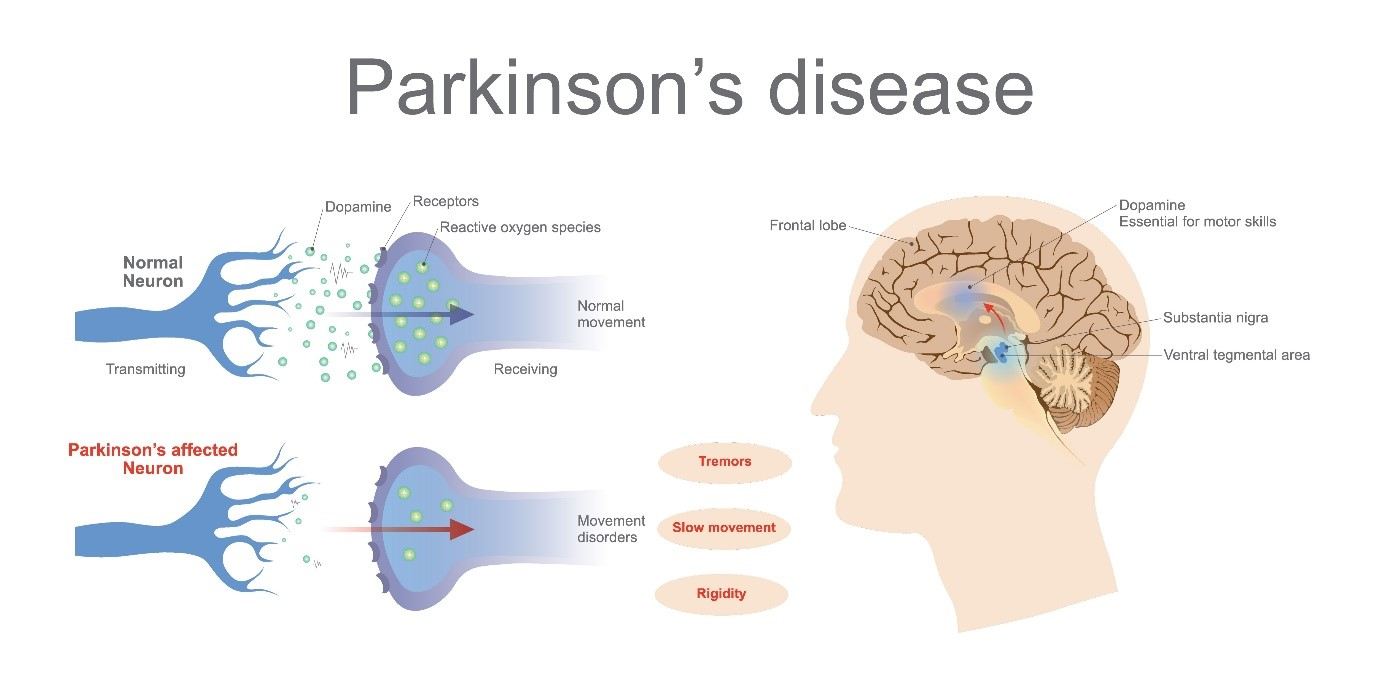 Parkinson’s disease
Dopamine
Receptors
Reactive oxygen species
Normal
Neuron
Transmitting
Normal
movement
Receiving
Parkinson’s affected
Neuron
Movement
disorders
Tremors
Slow movement
Rigidity
Frontal lobe
Dopamine
Essential for motor skills
Substantia nigra
Ventral tegmental area